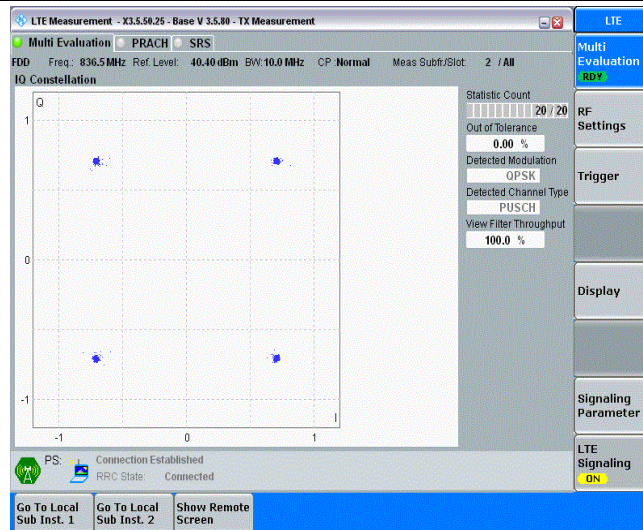 LTE Measurement - X3.5.50.25 - Base V 3.5.80 - TX Measurement
LTE
Multi Evaluation PRACH SRS
FDD Freq.: 836.5 MHz Ref. Level: 40.40 dBm BW: 10.0 MHz CP :Normal Meas Subfr./Slot: 2 / All
IQ Constellation
Q
1
0
-1
I
-1 0 1
Statistic Count
20 / 20
Out of Tolerance
0.00 %
Detected Modulation
QPSK
Detected Channel Type
PUSCH
View Filter Throughput
100.0 %
Multi
Evaluation
RDY
RF
Settings
Trigger
Display
Signaling
Parameter
LTE
Signaling
ON
PS: Connection Established
RRC State: Connected
Go To Local
Sub Inst. 1
Go To Local
Sub Inst. 2
Show Remote
Screen